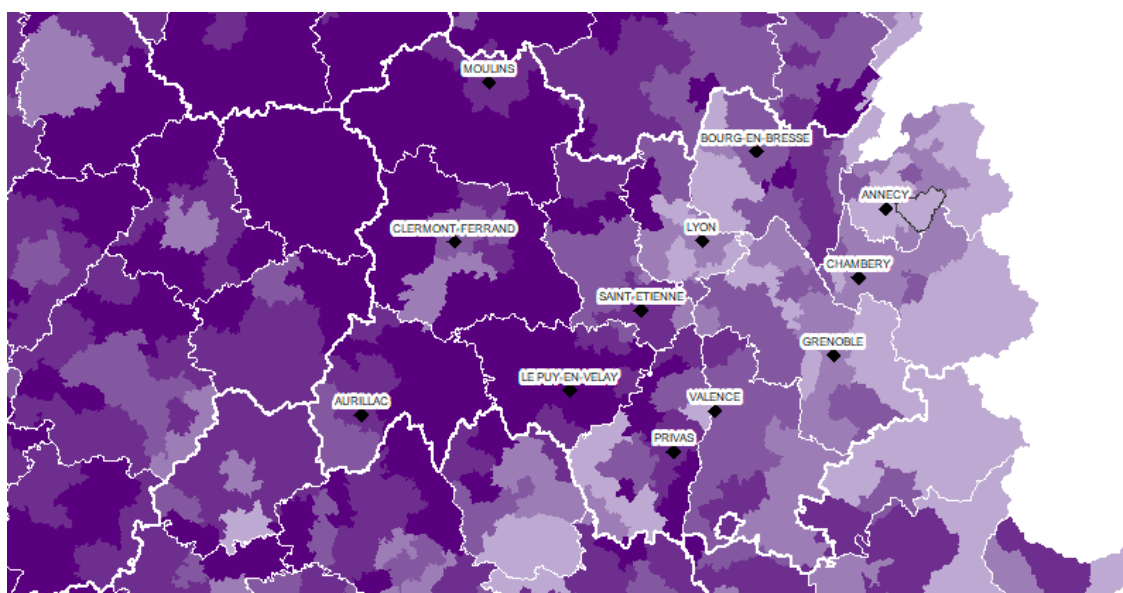 MOULINS
BOURG-EN-BRESSE
ANNECY
CLERMONT-FERRAND
LYON
CHAMBERY
SAINT-ETIENNE
GRENOBLE
LE PUY-EN-VELAY
AURILLAC
VALENCE
PRIVAS